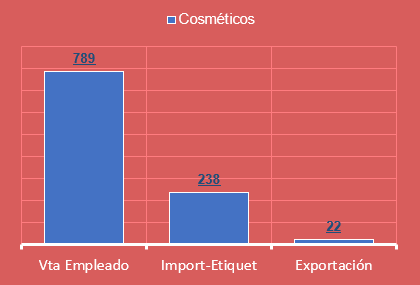 Cosméticos
789
238
22
Vta Empleado
Import-Etiquet
Exportación